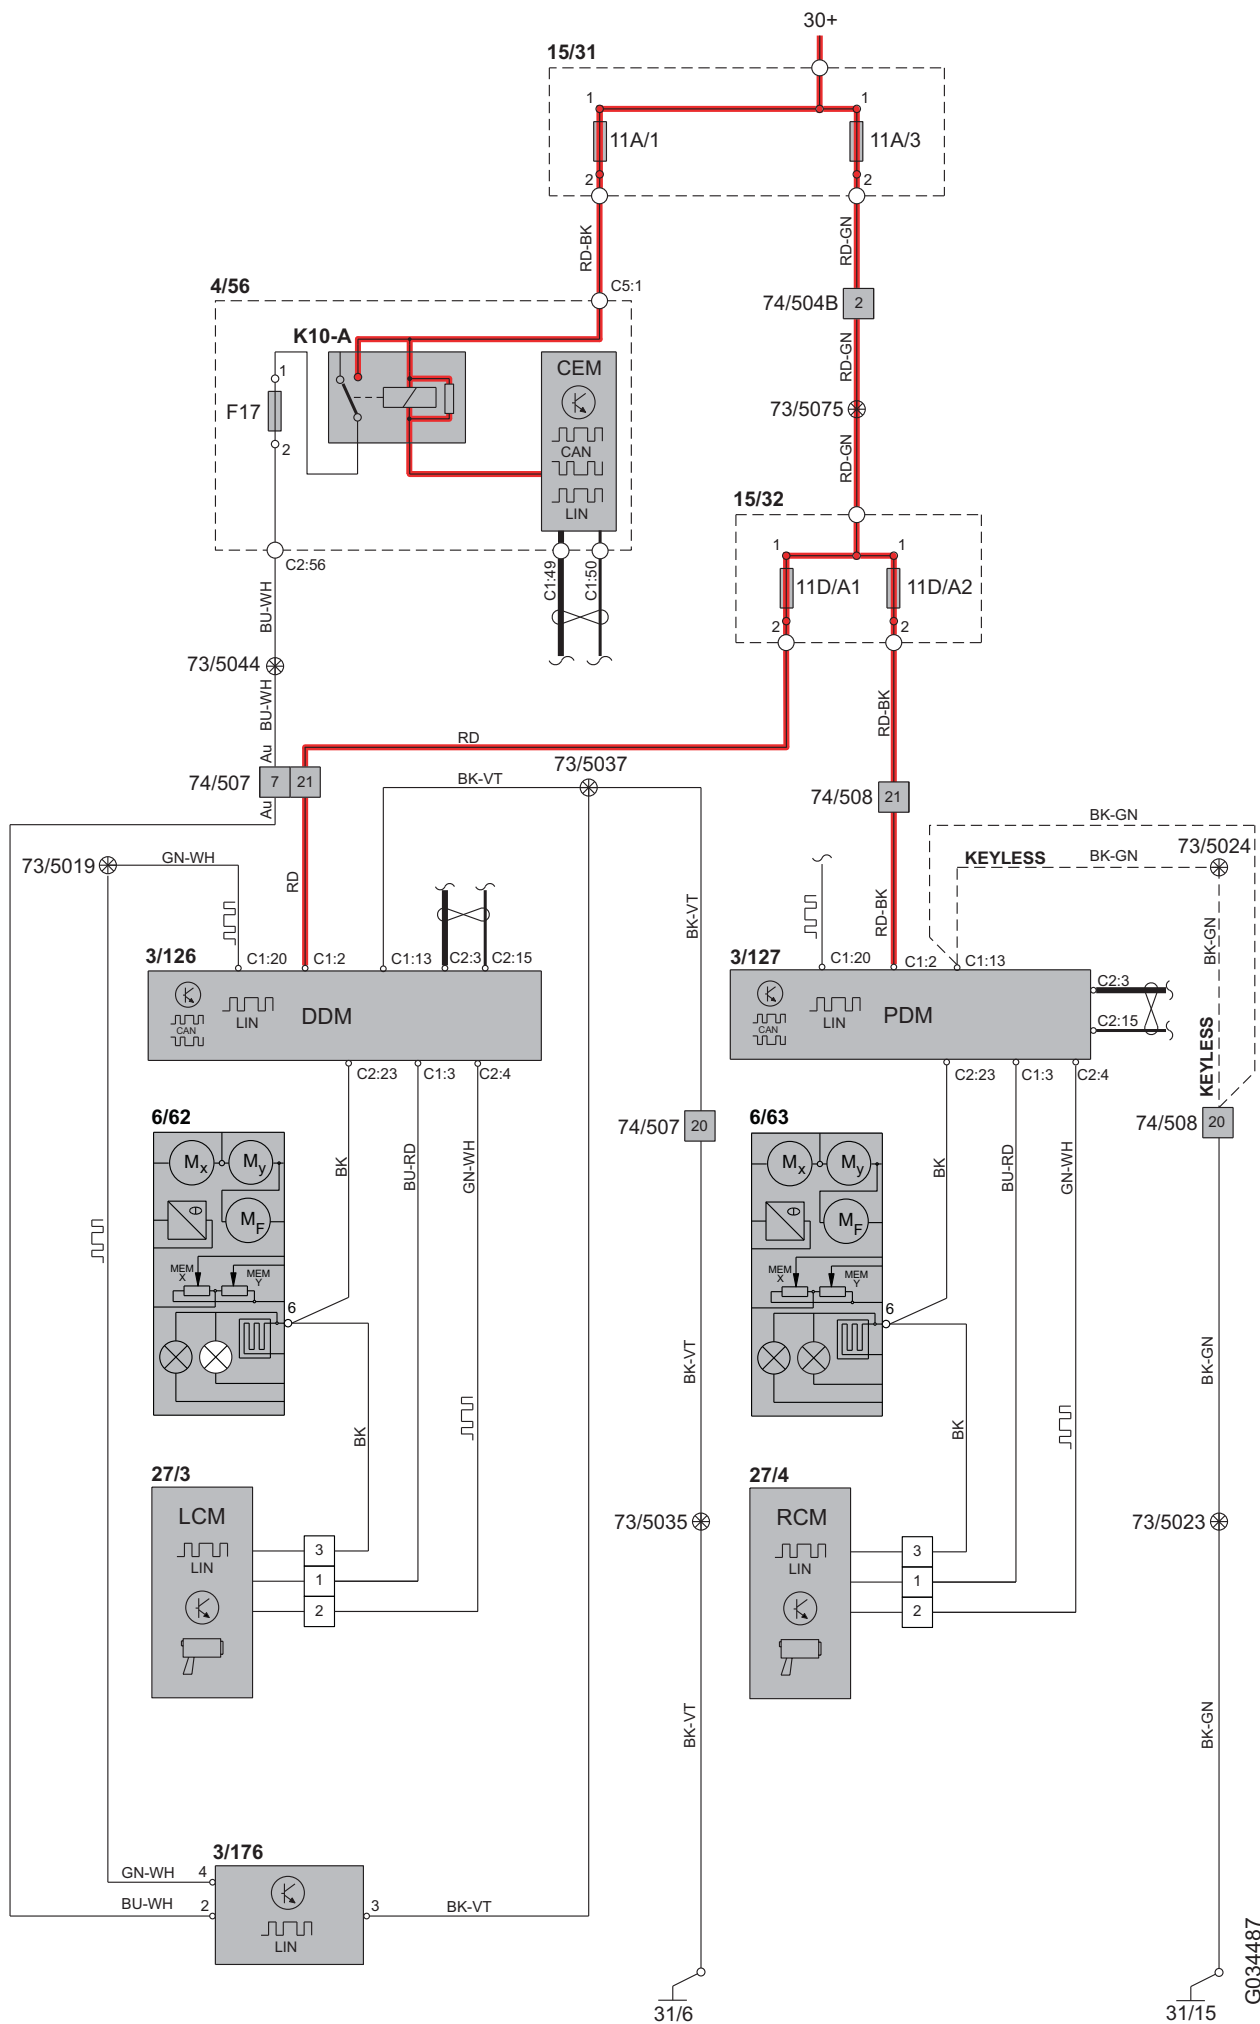 30+
15/31
1
1
11A/1
11A/3
2
2
RD-BK
RD-GN
4/56
C5:1
74/504B
2
K10-A
RD-GN
CEM
1
F17
73/5075
2
CAN
RD-GN
LIN
15/32
C2:56
C1:49
C1:50
1
1
11D/A1
11D/A2
BU-WH
2
2
73/5044
BU-WH
RD-BK
Au
RD
73/5037
74/507
7
21
BK-VT
74/508
21
Au
BK-GN
73/5019
GN-WH
KEYLESS
BK-GN
73/5024
RD
BK-VT
RD-BK
BK-GN
3/126
C1:20
C1:2
C1:13
C2:3
C2:15
3/127
C1:20
C1:2
C1:13
C2:3
CAN
LIN
DDM
CAN
LIN
PDM
C2:15
KEYLESS
C2:23
C1:3
C2:4
C2:23
C1:3
C2:4
6/62
74/507
20
6/63
74/508
20
Mx
My
BK
BU-RD
GN-WH
Mx
My
BK
BU-RD
GN-WH
MF
MF
MEM
X
MEM
Y
MEM
X
MEM
Y
6
6
BK-VT
BK-GN
BK
BK
27/3
27/4
LCM
RCM
73/5035
73/5023
LIN
3
LIN
3
1
1
2
2
BK-VT
BK-GN
3/176
GN-WH
4
BU-WH
2
3
BK-VT
LIN
31/6
31/15
G034487